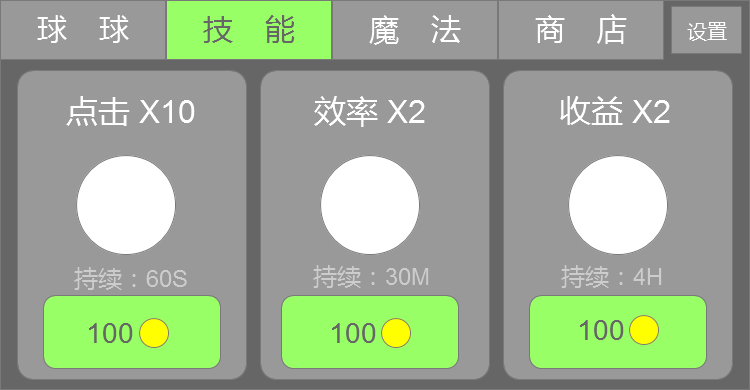 球 球 技 能 魔 法 商 店 设置
点击 X10
持续：60S
100
效率 X2
持续：30M
100
收益 X2
持续：4H
100